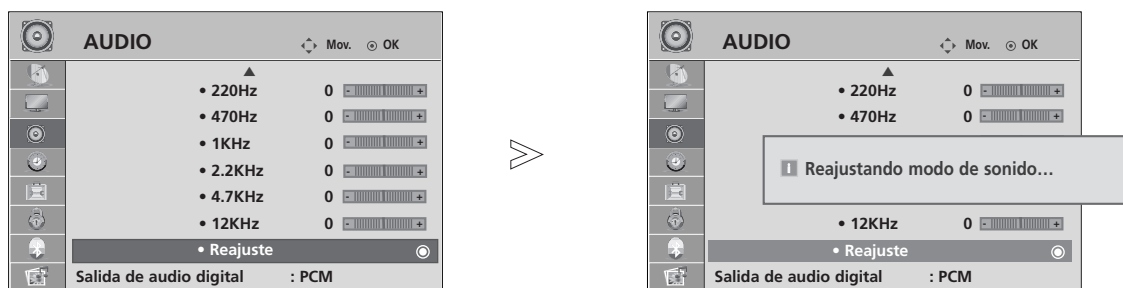 AUDIO
Mov. OK
• 220Hz 0 - +
• 470Hz 0 - +
• 1KHz 0 - +
• 2.2KHz 0 - +
• 4.7KHz 0 - +
• 12KHz 0 - +
• Reajuste
Salida de audio digital : PCM
AUDIO
Mov. OK
• 220Hz 0 - +
• 470Hz 0 - +
Reajustando modo de sonido...
• 12KHz 0 - +
• Reajuste
Salida de audio digital : PCM